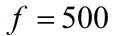 f = 500